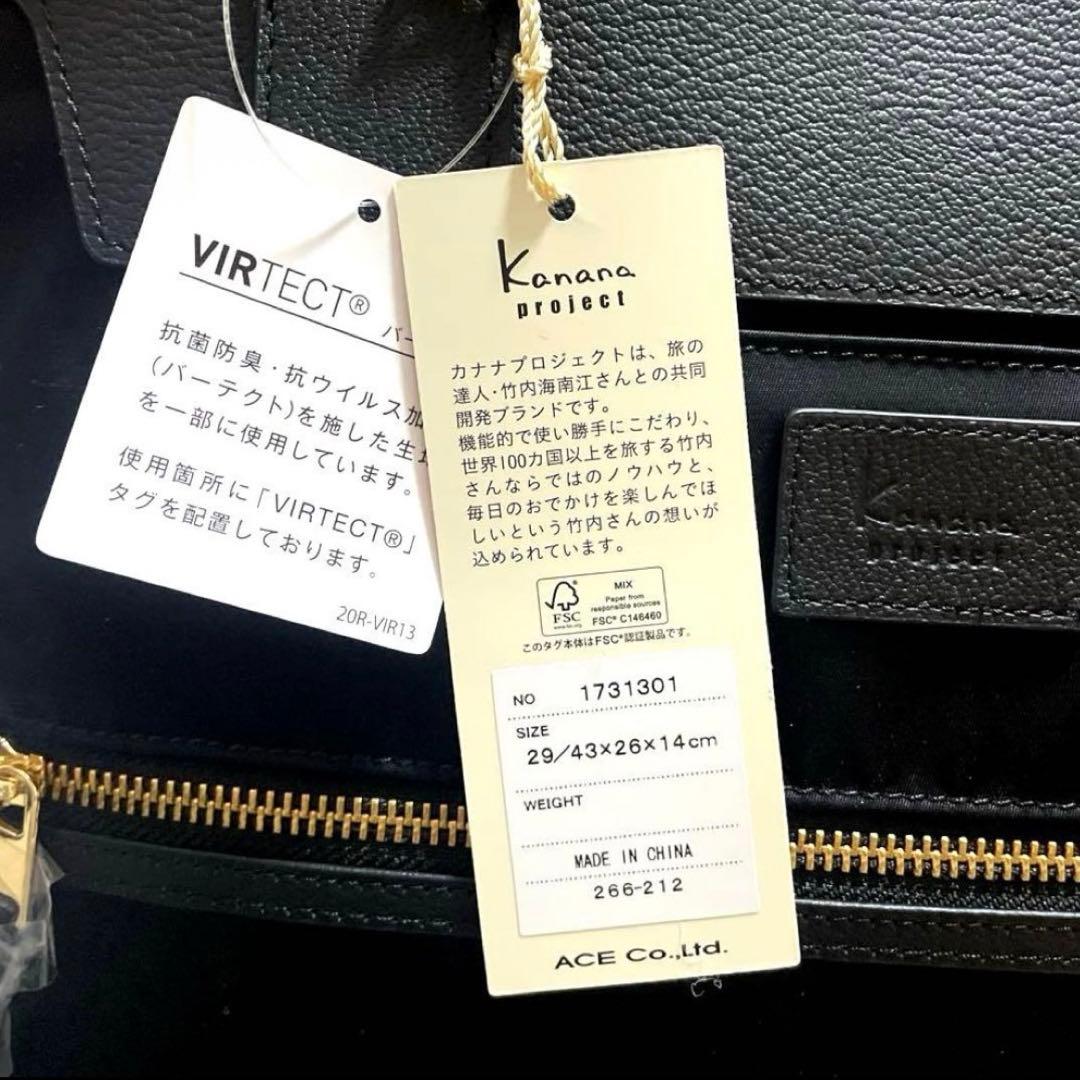 VIRTECT®
バー
抗菌防臭・抗ウイルス加
(バーテクト)を施した生地
を一部に使用しています。
使用箇所に「VIRTECT®」
タグを配置しております。
20R-VIR13
Kanana
project
カナナプロジェクトは、旅の
達人・竹内海南江さんとの共同
開発ブランドです。
機能的で使い勝手にこだわり、
世界100カ国以上を旅する竹内
さんならではのノウハウと、
毎日のおでかけを楽しんでほ
しいという竹内さんの想いが
込められています。
FSC
www.fsc.org
MIX
Paper from
responsible sources
FSC® C146460
このタグ本体はFSC®認証製品です。
NO 1731301
SIZE
29/43×26×14cm
WEIGHT
MADE IN CHINA
266-212
ACE Co.,Ltd.
Kanana
project